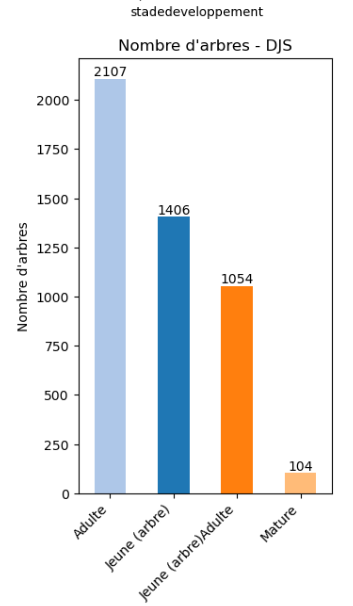 stadedeveloppement
Nombre d'arbres - DJS
Nombre d'arbres
2000
1750
1500
1250
1000
750
500
250
0
2107
1406
1054
104
Adulte
Jeune (arbre)
Jeune (arbre)Adulte
Mature